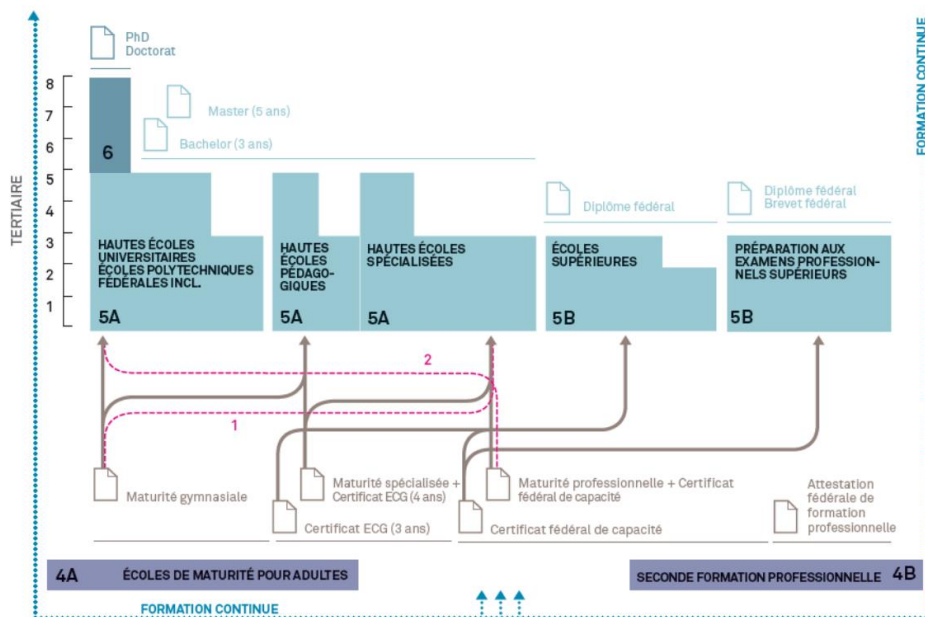 PhD
Doctorat
FORMATION CONTINUE
8
7
6
5
4
3
2
1
TERTIAIRE
Master (5 ans)
Bachelor (3 ans)
6
Diplôme fédéral
Diplôme fédéral
Brevet fédéral
HAUTES ÉCOLES
UNIVERSITAIRES
ÉCOLES POLYTECHNIQUES
FÉDÉRALES INCL.
5A
HAUTES
ÉCOLES
PÉDAGO-
GIQUES
5A
HAUTES ÉCOLES
SPÉCIALISÉES
5A
ÉCOLES
SUPÉRIEURES
5B
PRÉPARATION AUX
EXAMENS PROFESSION-
NELS SUPÉRIEURS
5B
2
1
Maturité gymnasiale
Maturité spécialisée +
Certificat ECG (4 ans)
Certificat ECG (3 ans)
Maturité professionnelle + Certificat
fédéral de capacité
Certificat fédéral de capacité
Attestation
fédérale de
formation
professionnelle
4A
ÉCOLES DE MATURITÉ POUR ADULTES
SECONDE FORMATION PROFESSIONNELLE
4B
FORMATION CONTINUE